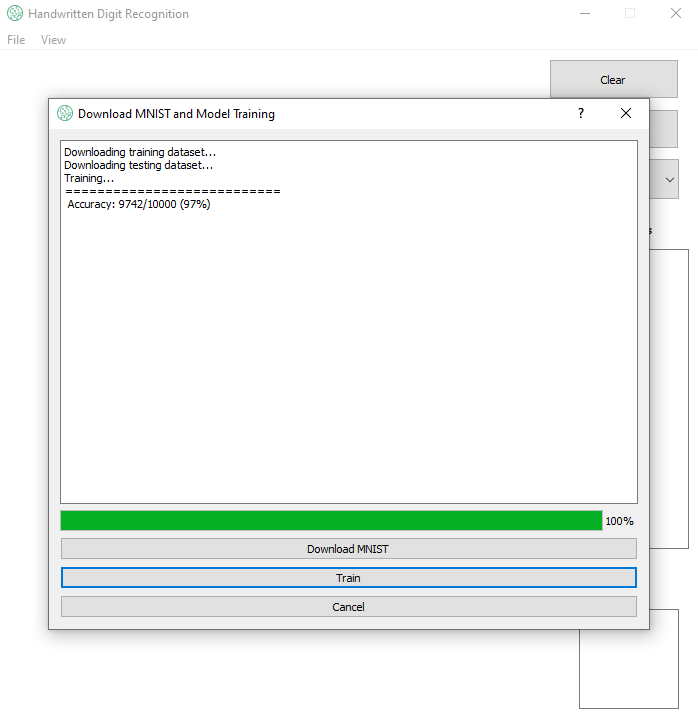 Handwritten Digit Recognition
File View
Clear
Download MNIST and Model Training
?
Downloading training dataset...
Downloading testing dataset...
Training...
===========================
Accuracy: 9742/10000 (97%)
100%
Download MNIST
Train
Cancel